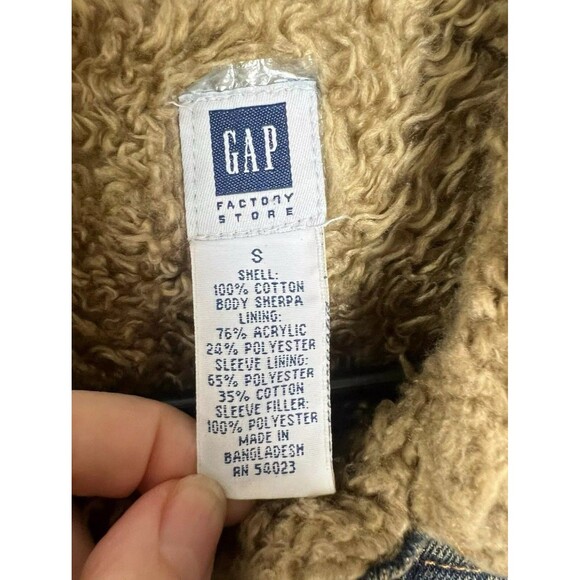 GAP
FACTORY
STORE
S
SHELL:
100% COTTON
BODY SHERPA
LINING:
76% ACRYLIC
24% POLYESTER
SLEEVE LINING:
65% POLYESTER
35% COTTON
SLEEVE FILLER:
100% POLYESTER
MADE IN
BANGLADESH
RN 54023